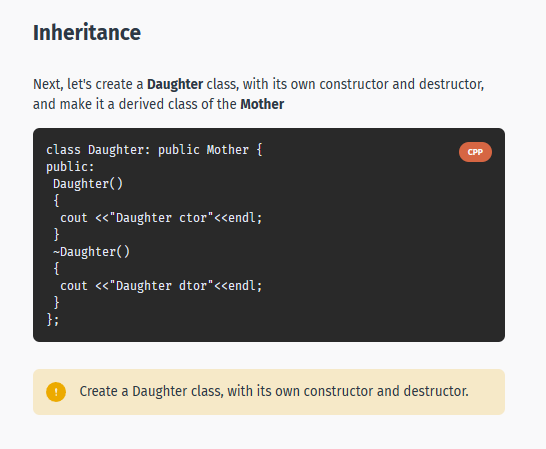 Inheritance
Next, let's create a Daughter class, with its own constructor and destructor,
and make it a derived class of the Mother
class Daughter: public Mother {
CPP
public:
 Daughter()
 {
  cout <<"Daughter ctor"<<endl;
 }
 ~Daughter()
 {
  cout <<"Daughter dtor"<<endl;
 }
};
! Create a Daughter class, with its own constructor and destructor.